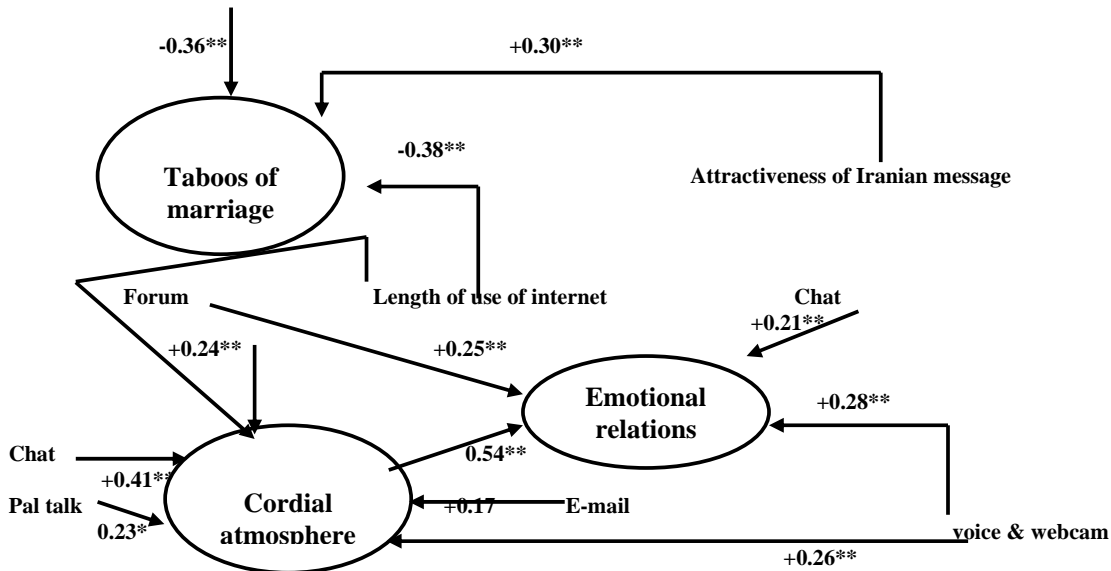 -0.36**
+0.30**
-0.38**
Taboos of
marriage
Attractiveness of Iranian message
Forum
Length of use of internet
Chat
+0.21**
+0.24**
+0.25**
Emotional
relations
+0.28**
Chat
+0.41**
0.54**
Pal talk
0.23*
Cordial
atmosphere
+0.17
E-mail
voice & webcam
+0.26**